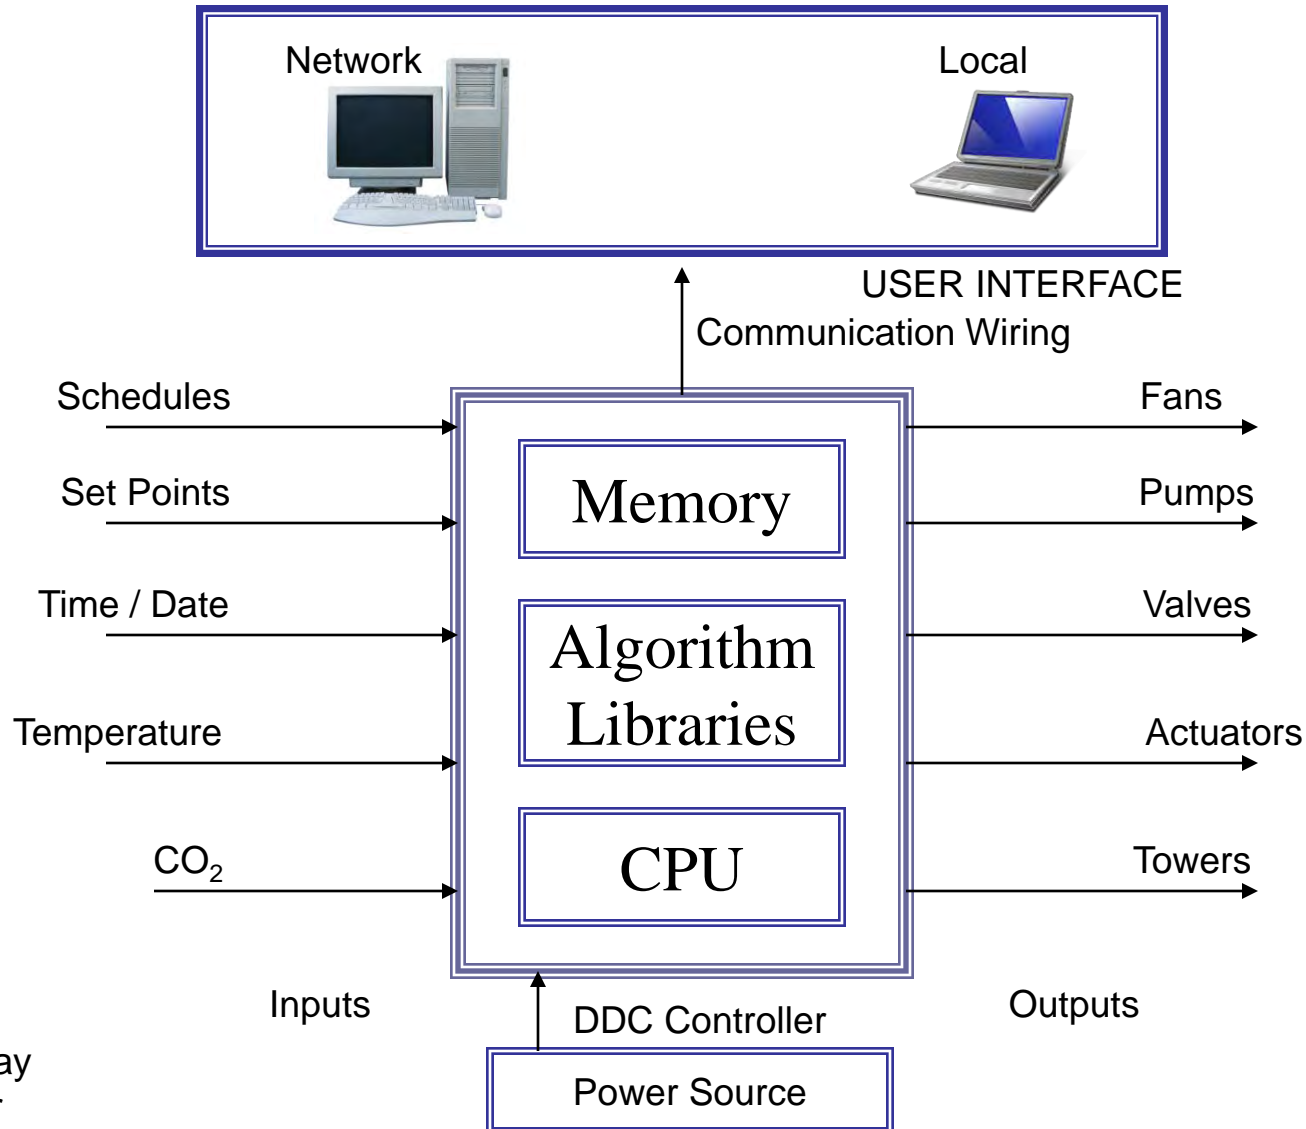 Network
Local
USER INTERFACE
Communication Wiring
Schedules
Fans
Set Points
Memory
Pumps
Time / Date
Valves
Algorithm
Libraries
Temperature
Actuators
CO₂
CPU
Towers
Inputs
DDC Controller
Outputs
ay
Power Source